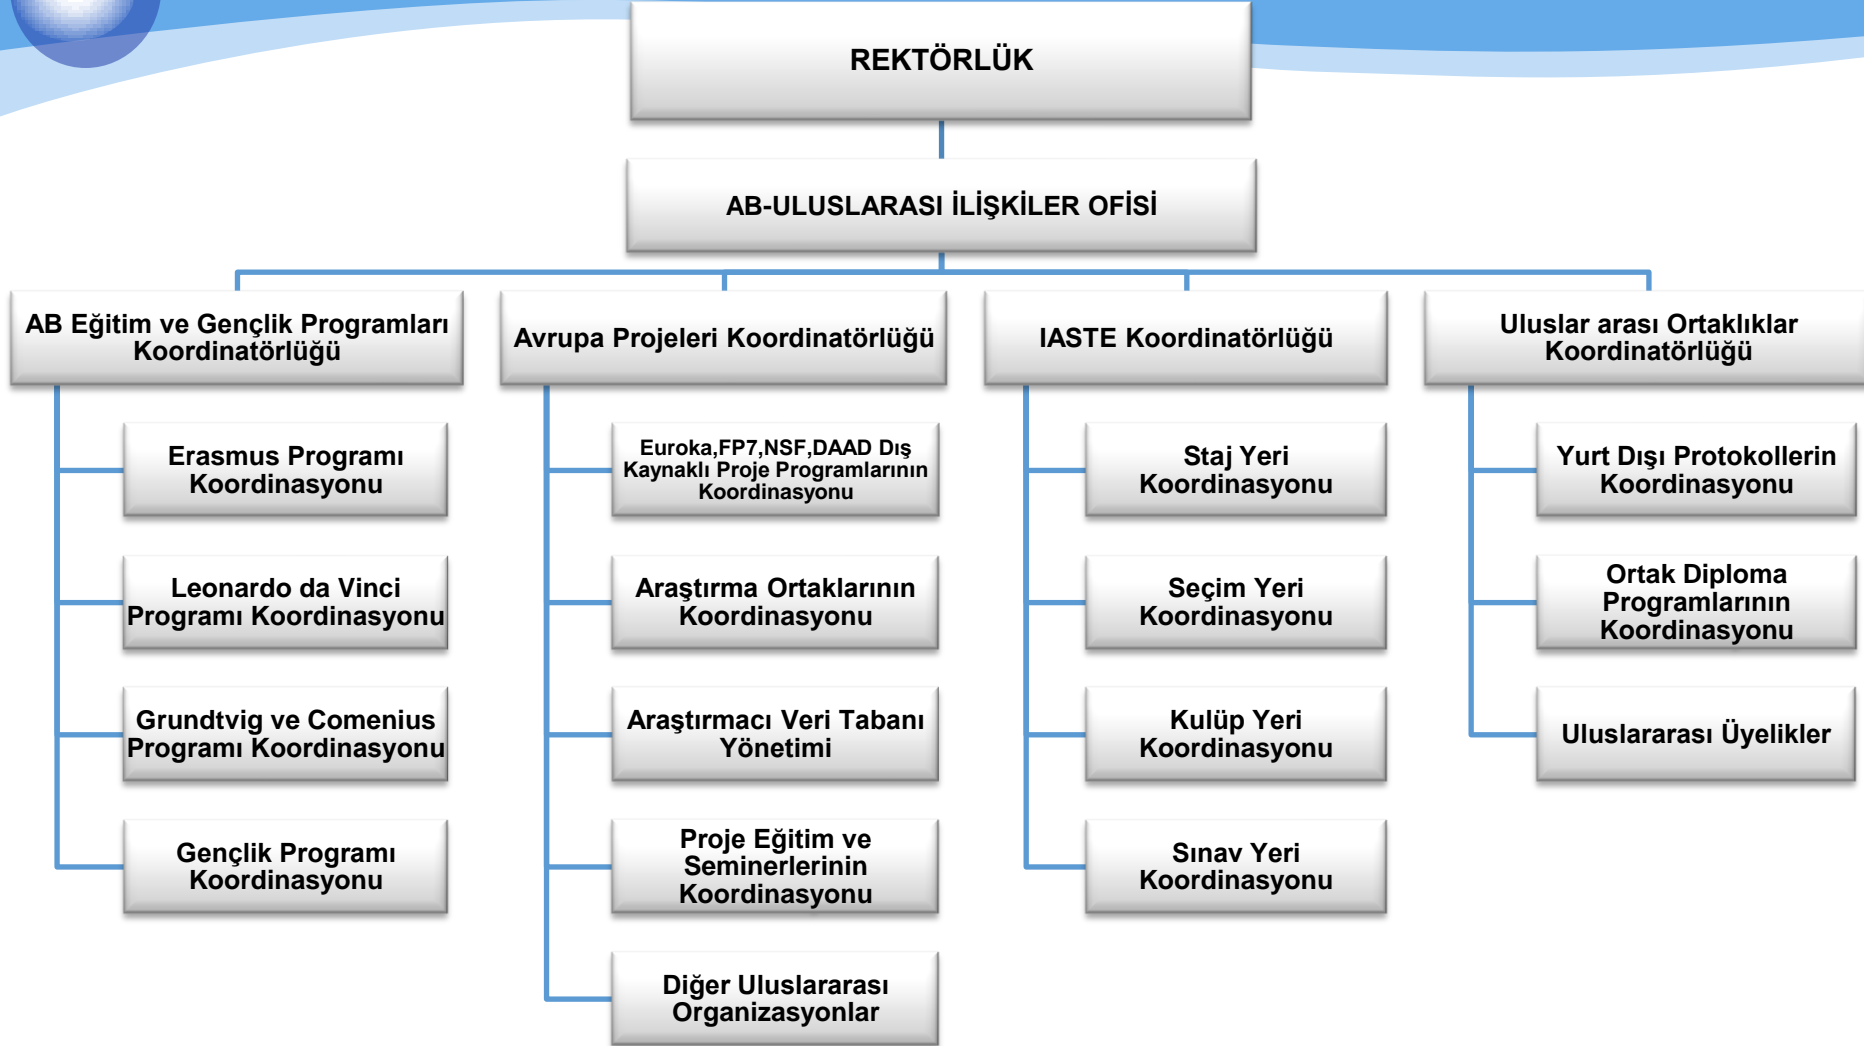 REKTÖRLÜK
AB-ULUSLARASI İLİŞKİLER OFİSİ
AB Eğitim ve Gençlik Programları
Koordinatörlüğü
Erasmus Programı
Koordinasyonu
Leonardo da Vinci
Programı Koordinasyonu
Grundtvig ve Comenius
Programı Koordinasyonu
Gençlik Programı
Koordinasyonu
Avrupa Projeleri Koordinatörlüğü
Euroka,FP7,NSF,DAAD Dış
Kaynaklı Proje Programlarının
Koordinasyonu
Araştırma Ortaklarının
Koordinasyonu
Araştırmacı Veri Tabanı
Yönetimi
Proje Eğitim ve
Seminerlerinin
Koordinasyonu
Diğer Uluslararası
Organizasyonlar
IASTE Koordinatörlüğü
Staj Yeri
Koordinasyonu
Seçim Yeri
Koordinasyonu
Kulüp Yeri
Koordinasyonu
Sınav Yeri
Koordinasyonu
Uluslar arası Ortaklıklar
Koordinatörlüğü
Yurt Dışı Protokollerin
Koordinasyonu
Ortak Diploma
Programlarının
Koordinasyonu
Uluslararası Üyelikler